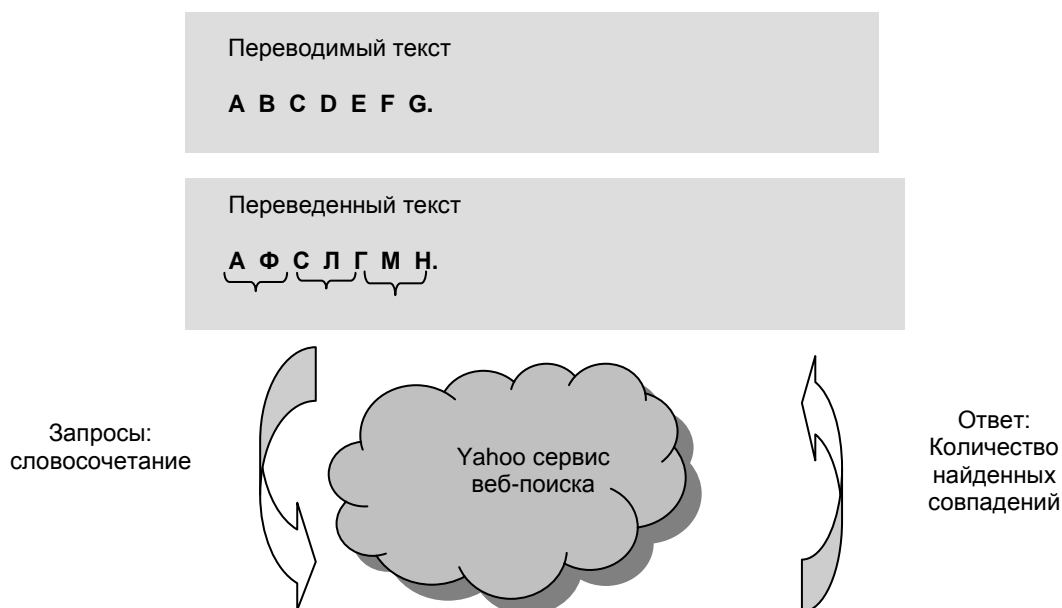 Переводимый текст
A B C D E F G.
Переведенный текст
А Ф С Л Г М Н.
Запросы:
словосочетание
Yahoo сервис
веб-поиска
Ответ:
Количество
найденных
совпадений